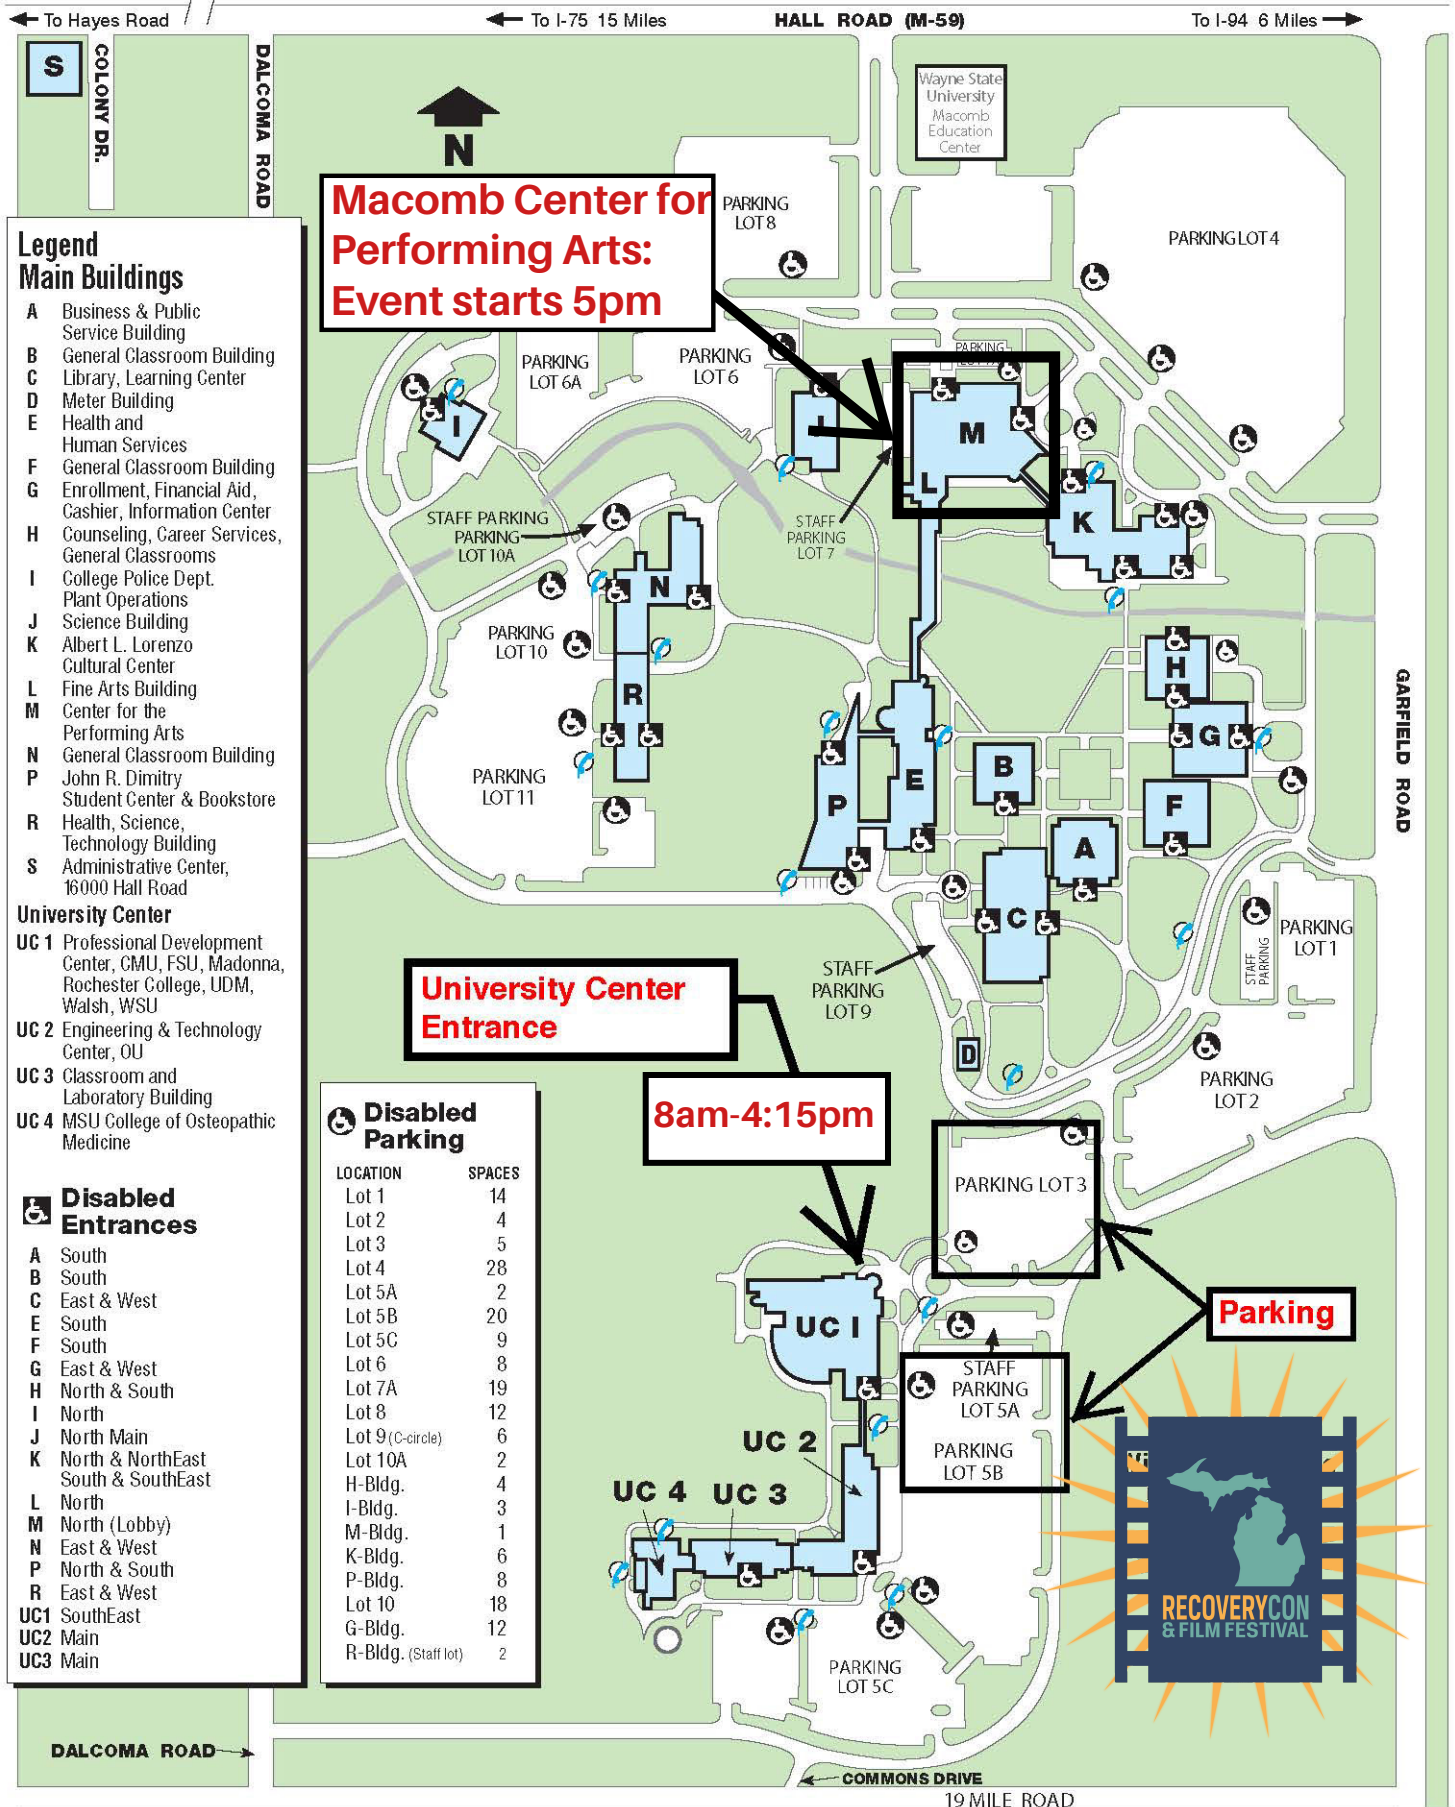 To Hayes Road
To I-75 15 Miles
HALL ROAD (M-59)
To I-94 6 Miles
S
COLONY DR.
DALCOMA ROAD
N
Wayne State
University
Macomb
Education
Center
Macomb Center for
Performing Arts:
Event starts 5pm
PARKING
LOT 8
PARKING LOT 4
PARKING
LOT 6A
PARKING
LOT 6
PARKING
I
M
L
K
STAFF PARKING
PARKING
LOT 10A
STAFF
PARKING
LOT 7
N
PARKING
LOT 10
R
PARKING
LOT 11
H
G
F
B
E
P
A
C
GARFIELD ROAD
PARKING
LOT 1
STAFF
PARKING
STAFF
PARKING
LOT 9
D
PARKING
LOT 2
University Center
Entrance
8am-4:15pm
PARKING LOT 3
Parking
UC 1
STAFF
PARKING
LOT 5A
PARKING
LOT 5B
UC 2
UC 4
UC 3
PARKING
LOT 5C
RECOVERYCON
& FILM FESTIVAL
Legend
Main Buildings
A Business & Public
Service Building
B General Classroom Building
C Library, Learning Center
D Meter Building
E Health and
Human Services
F General Classroom Building
G Enrollment, Financial Aid,
Cashier, Information Center
H Counseling, Career Services,
General Classrooms
I College Police Dept.
Plant Operations
J Science Building
K Albert L. Lorenzo
Cultural Center
L Fine Arts Building
M Center for the
Performing Arts
N General Classroom Building
P John R. Dimitry
Student Center & Bookstore
R Health, Science,
Technology Building
S Administrative Center,
16000 Hall Road
University Center
UC 1 Professional Development
Center, CMU, FSU, Madonna,
Rochester College, UDM,
Walsh, WSU
UC 2 Engineering & Technology
Center, OU
UC 3 Classroom and
Laboratory Building
UC 4 MSU College of Osteopathic
Medicine
Disabled
Entrances
A South
B South
C East & West
E South
F South
G East & West
H North & South
I North
J North Main
K North & NorthEast
South & SouthEast
L North
M North (Lobby)
N East & West
P North & South
R East & West
UC1 SouthEast
UC2 Main
UC3 Main
Disabled
Parking
LOCATION SPACES
Lot 1 14
Lot 2 4
Lot 3 5
Lot 4 28
Lot 5A 2
Lot 5B 20
Lot 5C 9
Lot 6 8
Lot 7A 19
Lot 8 12
Lot 9 (C-circle) 6
Lot 10A 2
H-Bldg. 4
I-Bldg. 3
M-Bldg. 1
K-Bldg. 6
P-Bldg. 8
Lot 10 18
G-Bldg. 12
R-Bldg. (Staff lot) 2
DALCOMA ROAD
COMMONS DRIVE
19 MILE ROAD